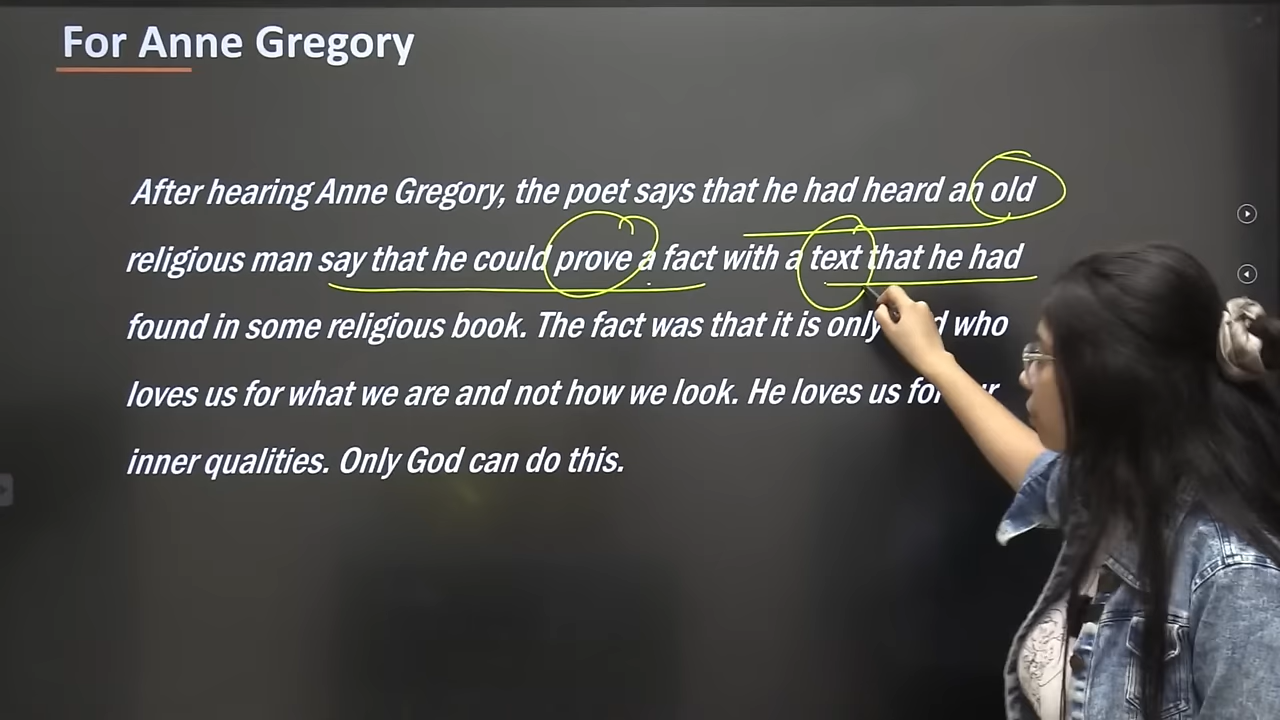 For Anne Gregory
After hearing Anne Gregory, the poet says that he had heard an old
religious man say that he could prove a fact with a text that he had
found in some religious book. The fact was that it is only who
loves us for what we are and not how we look. He loves us for
inner qualities. Only God can do this.